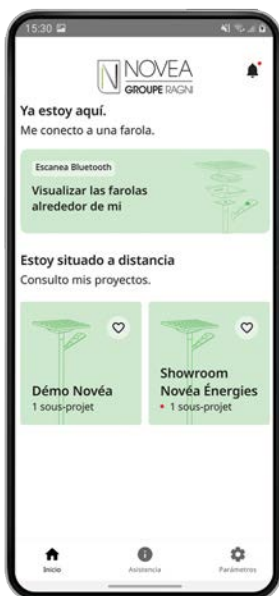 15:30
NOVEA
GROUPE RAGNI
Ya estoy aquí.
Me conecto a una farola.
Escanea Bluetooth
Visualizar las farolas
alrededor de mi
Estoy situado a distancia
Consulto mis proyectos.
Démo Novéa
1 sous-projet
Showroom
Novéa Énergies
1 sous-projet
Inicio
Asistencia
Parámetros